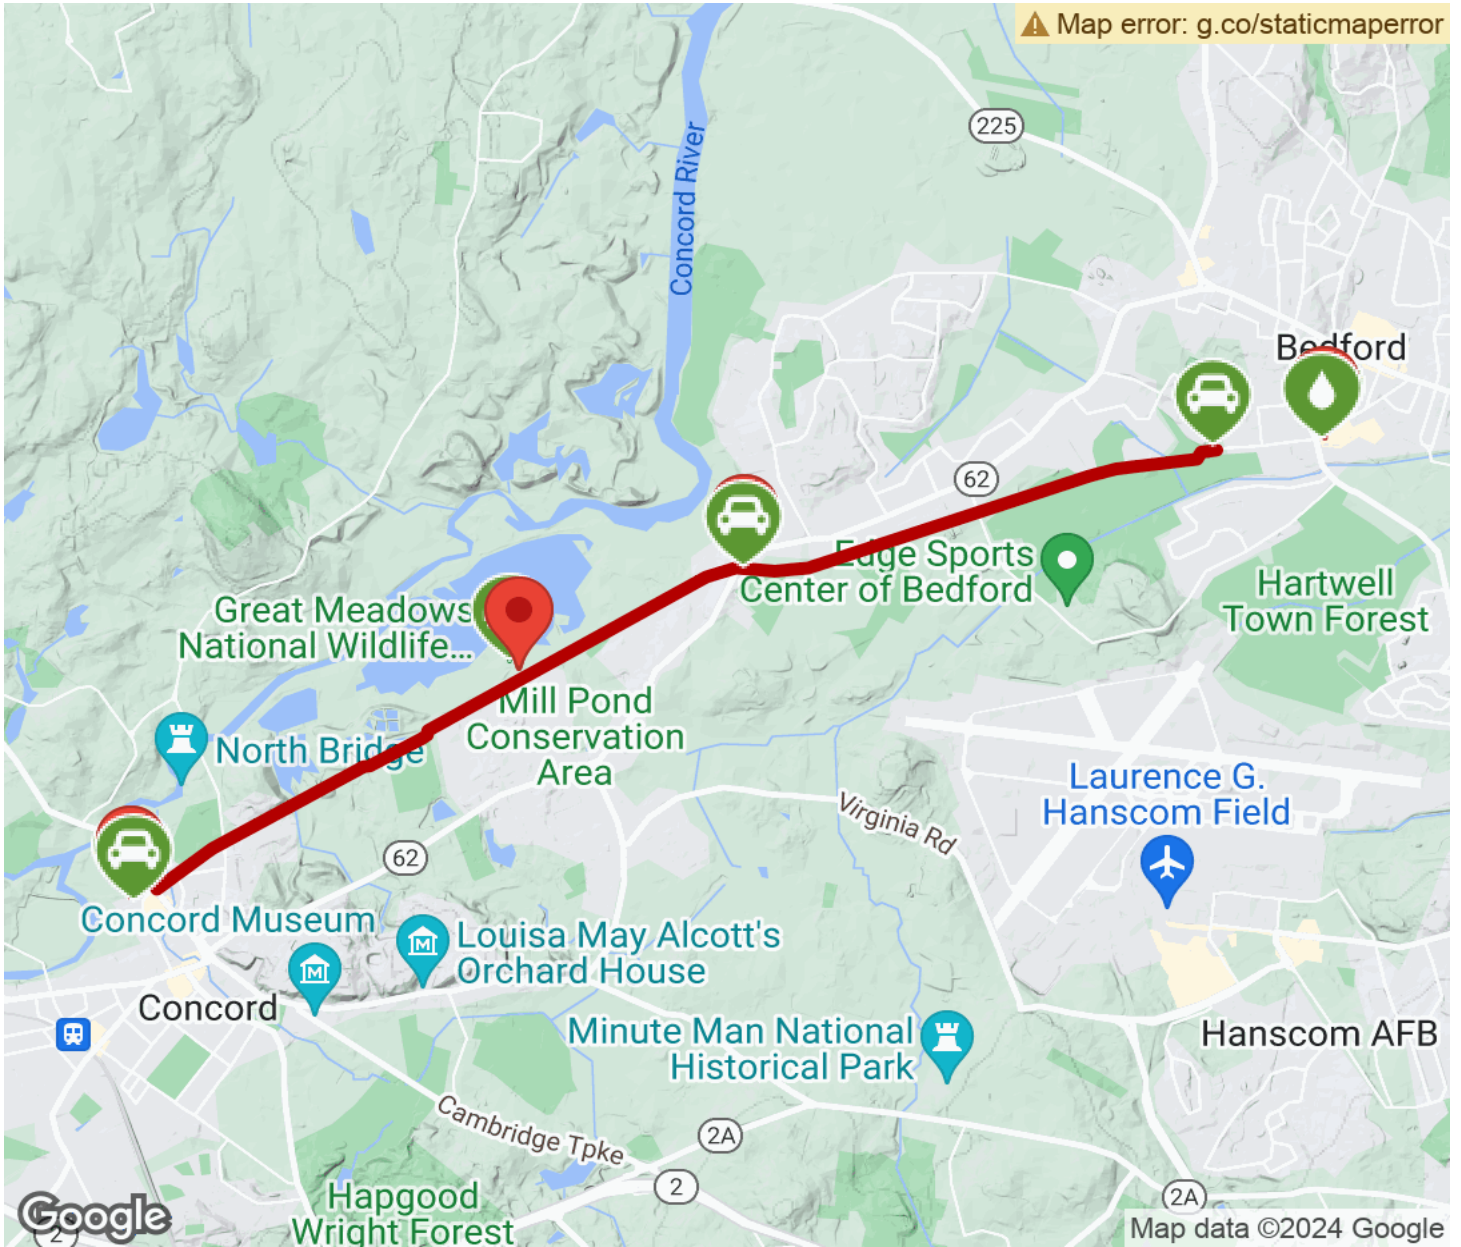 Map error: g.co/staticmaperror
225
Concord River
Bedford
62
Edge Sports
Center of Bedford
Hartwell
Town Forest
Great Meadows
National Wildlife...
Mill Pond
Conservation
Area
North Bridge
Laurence G.
Hanscom Field
Virginia Rd
62
Concord Museum
Louisa May Alcott's
Orchard House
Concord
Minute Man National
Historical Park
Hanscom AFB
Cambridge Tpke
2A
2
2A
Hapgood
Wright Forest
Google
2
Map data ©2024 Google